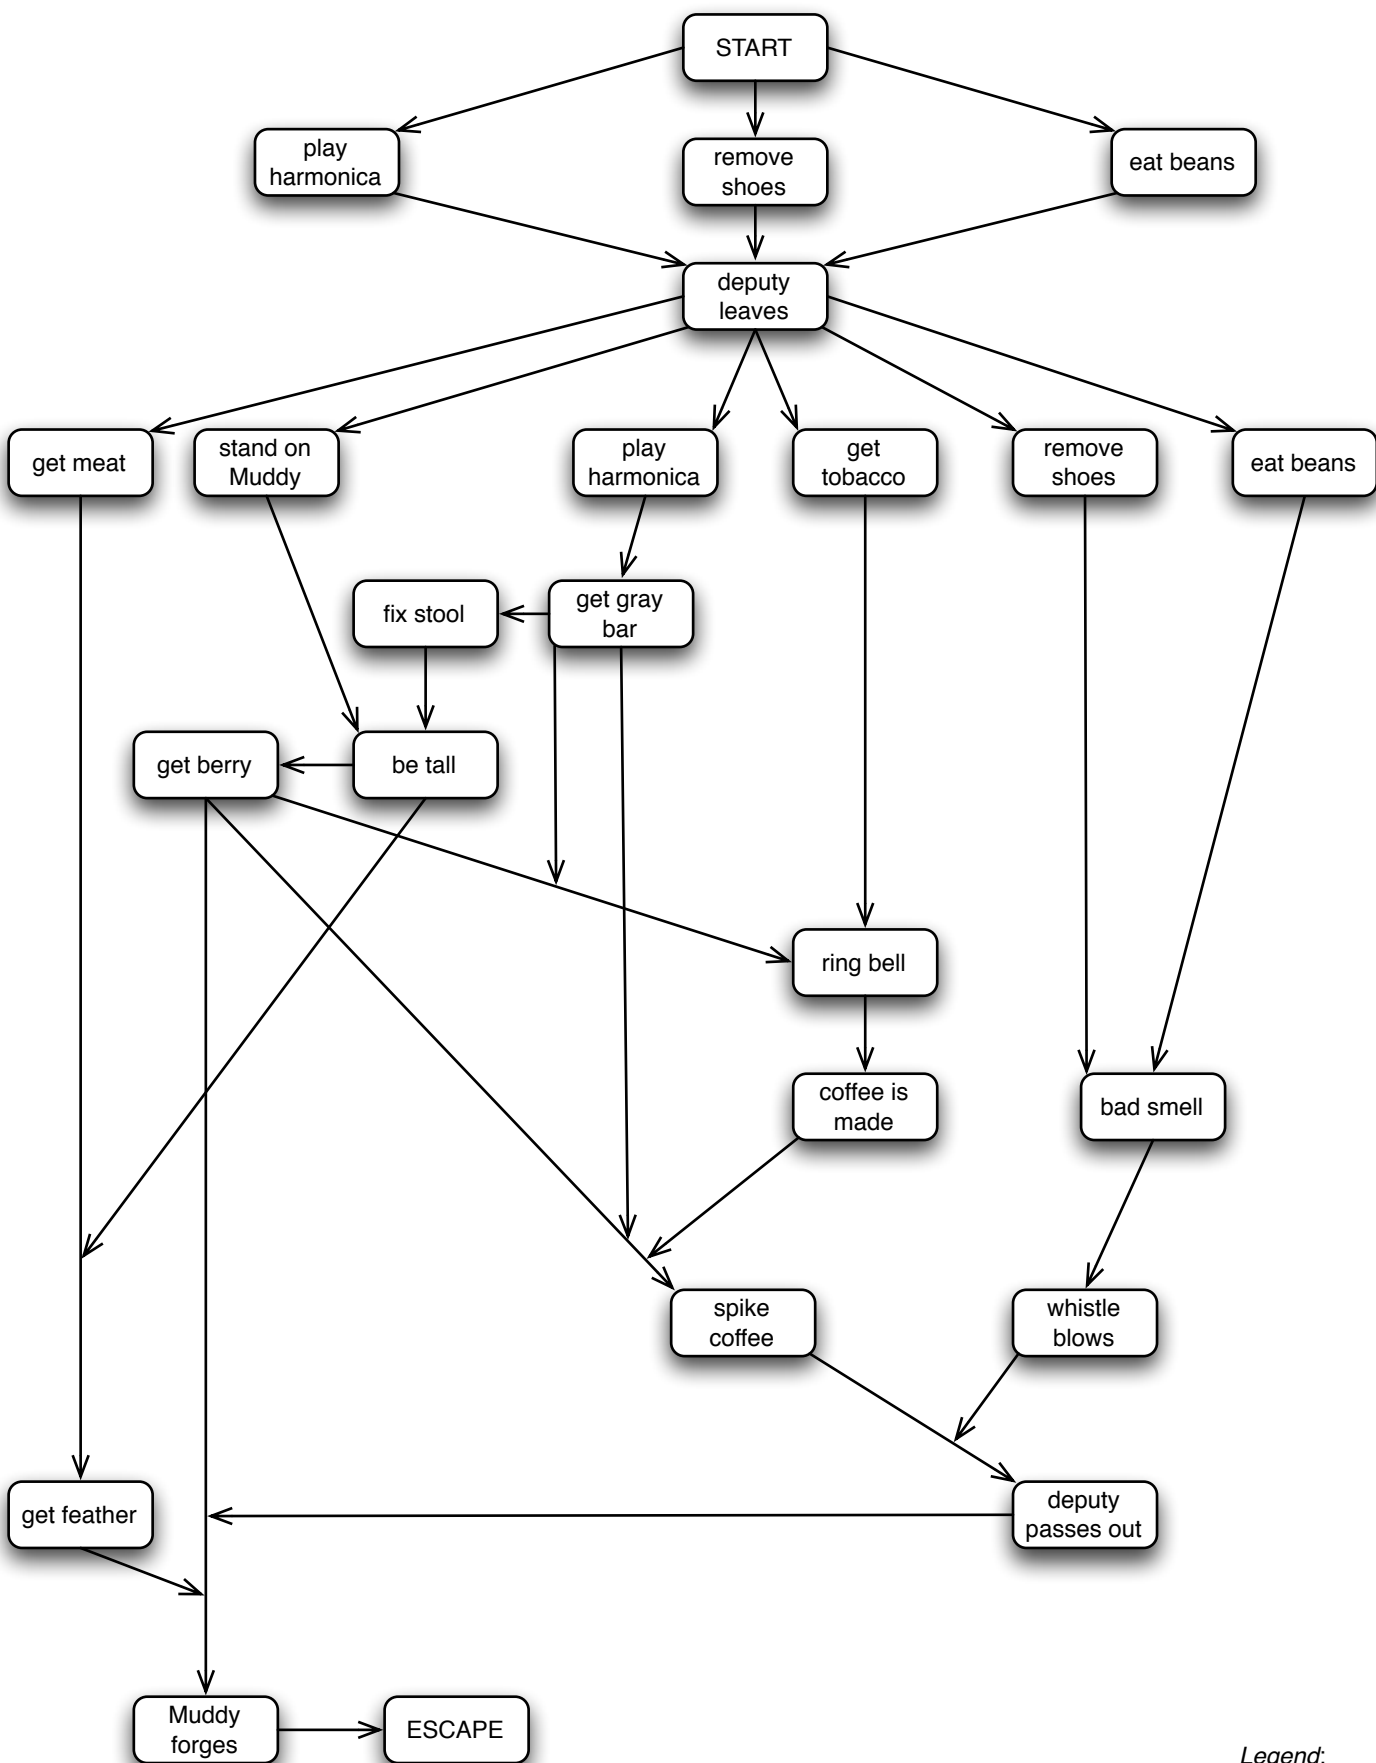 START
play
harmonica
remove
shoes
eat beans
deputy
leaves
get meat
stand on
Muddy
play
harmonica
get
tobacco
remove
shoes
eat beans
fix stool
get gray
bar
get berry
be tall
ring bell
coffee is
made
bad smell
spike
coffee
whistle
blows
get feather
deputy
passes out
Muddy
forges
ESCAPE
Legend: